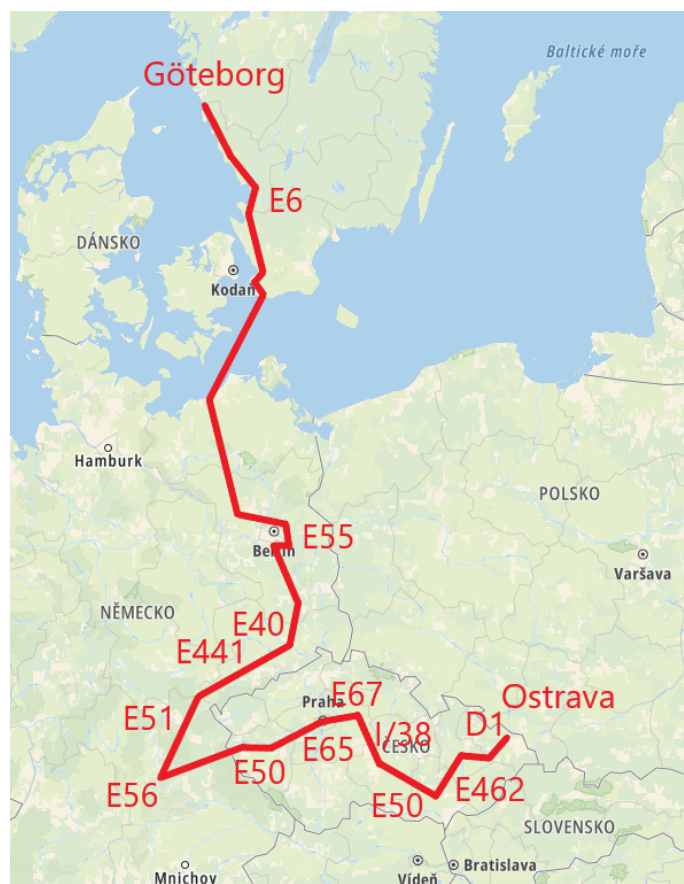 Baltické moře
Göteborg
E6
DÁNSKO
Kodaň
Hamburk
POLSKO
E55
Berlín
Varšava
NĚMECKO
E40
E441
E67
Praha
Ostrava
E51
D1
I/38
E65
ČESKO
E50
E56
E50
E462
SLOVENSKO
Bratislava
Mnichov
Vídeň